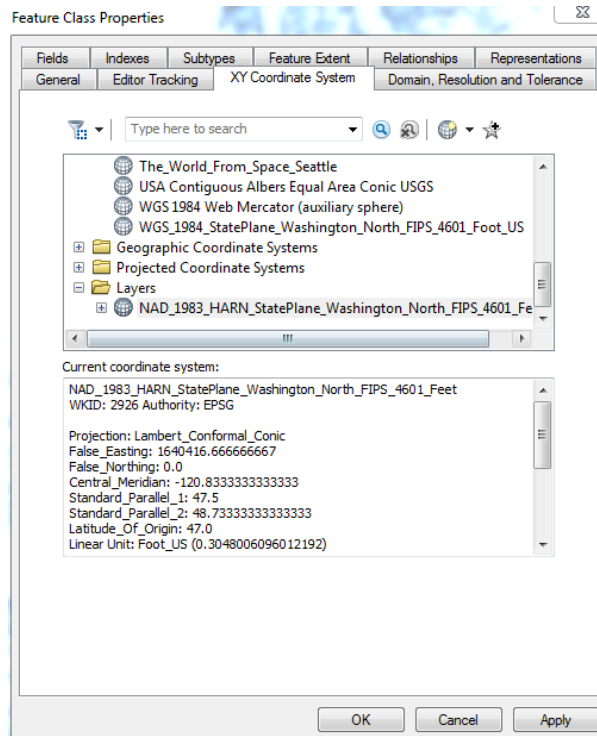 Feature Class Properties
Fields Indexes Subtypes Feature Extent Relationships Representations
General Editor Tracking XY Coordinate System Domain, Resolution and Tolerance
Type here to search
The_World_From_Space_Seattle
USA Contiguous Albers Equal Area Conic USGS
WGS 1984 Web Mercator (auxiliary sphere)
WGS_1984_StatePlane_Washington_North_FIPS_4601_Foot_US
Geographic Coordinate Systems
Projected Coordinate Systems
Layers
NAD_1983_HARN_StatePlane_Washington_North_FIPS_4601_Fe
Current coordinate system:
NAD_1983_HARN_StatePlane_Washington_North_FIPS_4601_Feet
WKID: 2926 Authority: EPSG
Projection: Lambert_Conformal_Conic
False_Easting: 1640416.666666667
False_Northing: 0.0
Central_Meridian: -120.8333333333333
Standard_Parallel_1: 47.5
Standard_Parallel_2: 48.73333333333333
Latitude_Of_Origin: 47.0
Linear Unit: Foot_US (0.3048006096012192)
OK Cancel Apply